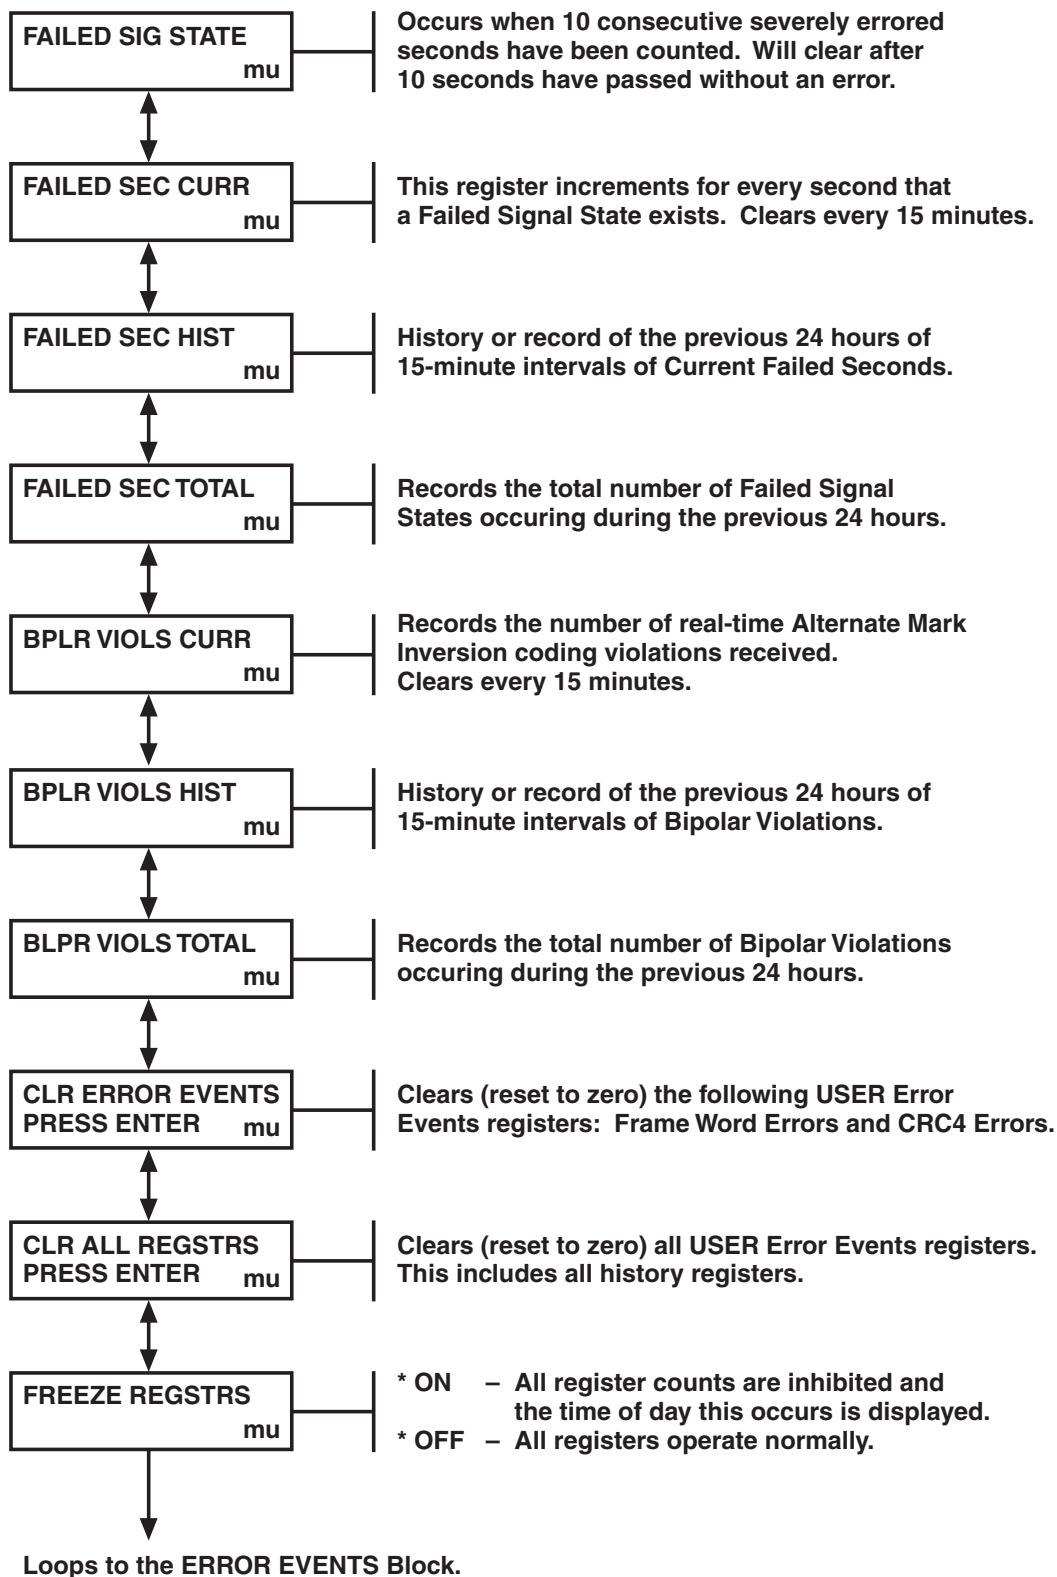 FAILED SIG STATE
mu
Occurs when 10 consecutive severely errored
seconds have been counted. Will clear after
10 seconds have passed without an error.
FAILED SEC CURR
mu
This register increments for every second that
a Failed Signal State exists. Clears every 15 minutes.
FAILED SEC HIST
mu
History or record of the previous 24 hours of
15-minute intervals of Current Failed Seconds.
FAILED SEC TOTAL
mu
Records the total number of Failed Signal
States occuring during the previous 24 hours.
BPLR VIOLS CURR
mu
Records the number of real-time Alternate Mark
Inversion coding violations received.
Clears every 15 minutes.
BPLR VIOLS HIST
mu
History or record of the previous 24 hours of
15-minute intervals of Bipolar Violations.
BLPR VIOLS TOTAL
mu
Records the total number of Bipolar Violations
occuring during the previous 24 hours.
CLR ERROR EVENTS
PRESS ENTER mu
Clears (reset to zero) the following USER Error
Events registers: Frame Word Errors and CRC4 Errors.
CLR ALL REGSTRS
PRESS ENTER mu
Clears (reset to zero) all USER Error Events registers.
This includes all history registers.
FREEZE REGSTRS
mu
* ON – All register counts are inhibited and
the time of day this occurs is displayed.
* OFF – All registers operate normally.
Loops to the ERROR EVENTS Block.